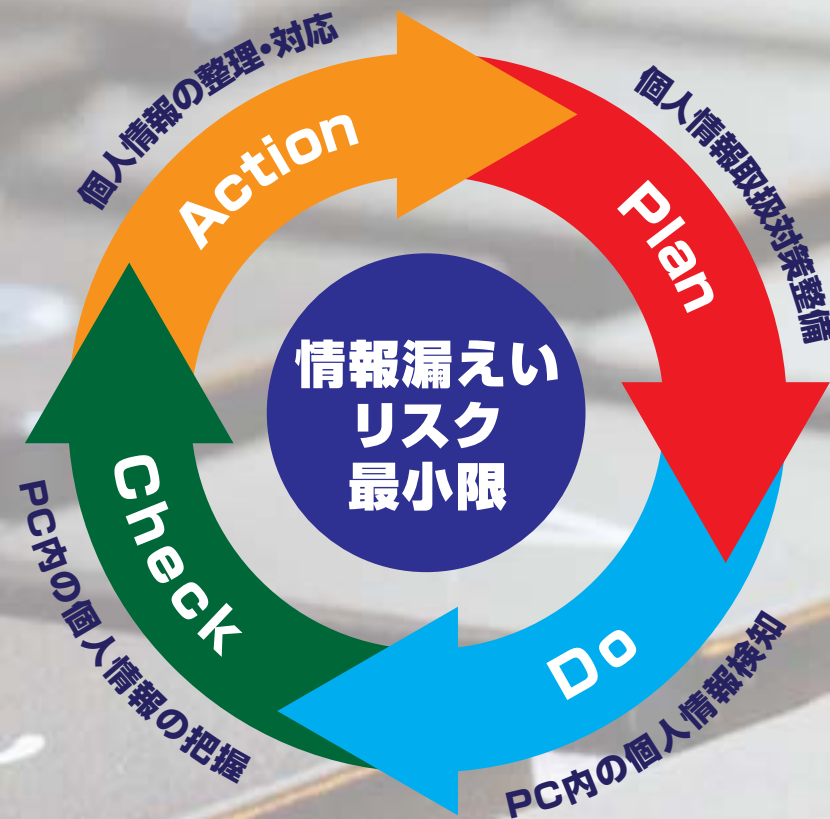 情報漏えい
リスク
最小限
Plan
個人情報取扱対策整備
Do
PC内の個人情報検知
Check
PC内の個人情報の把握
Action
個人情報の整理・対応